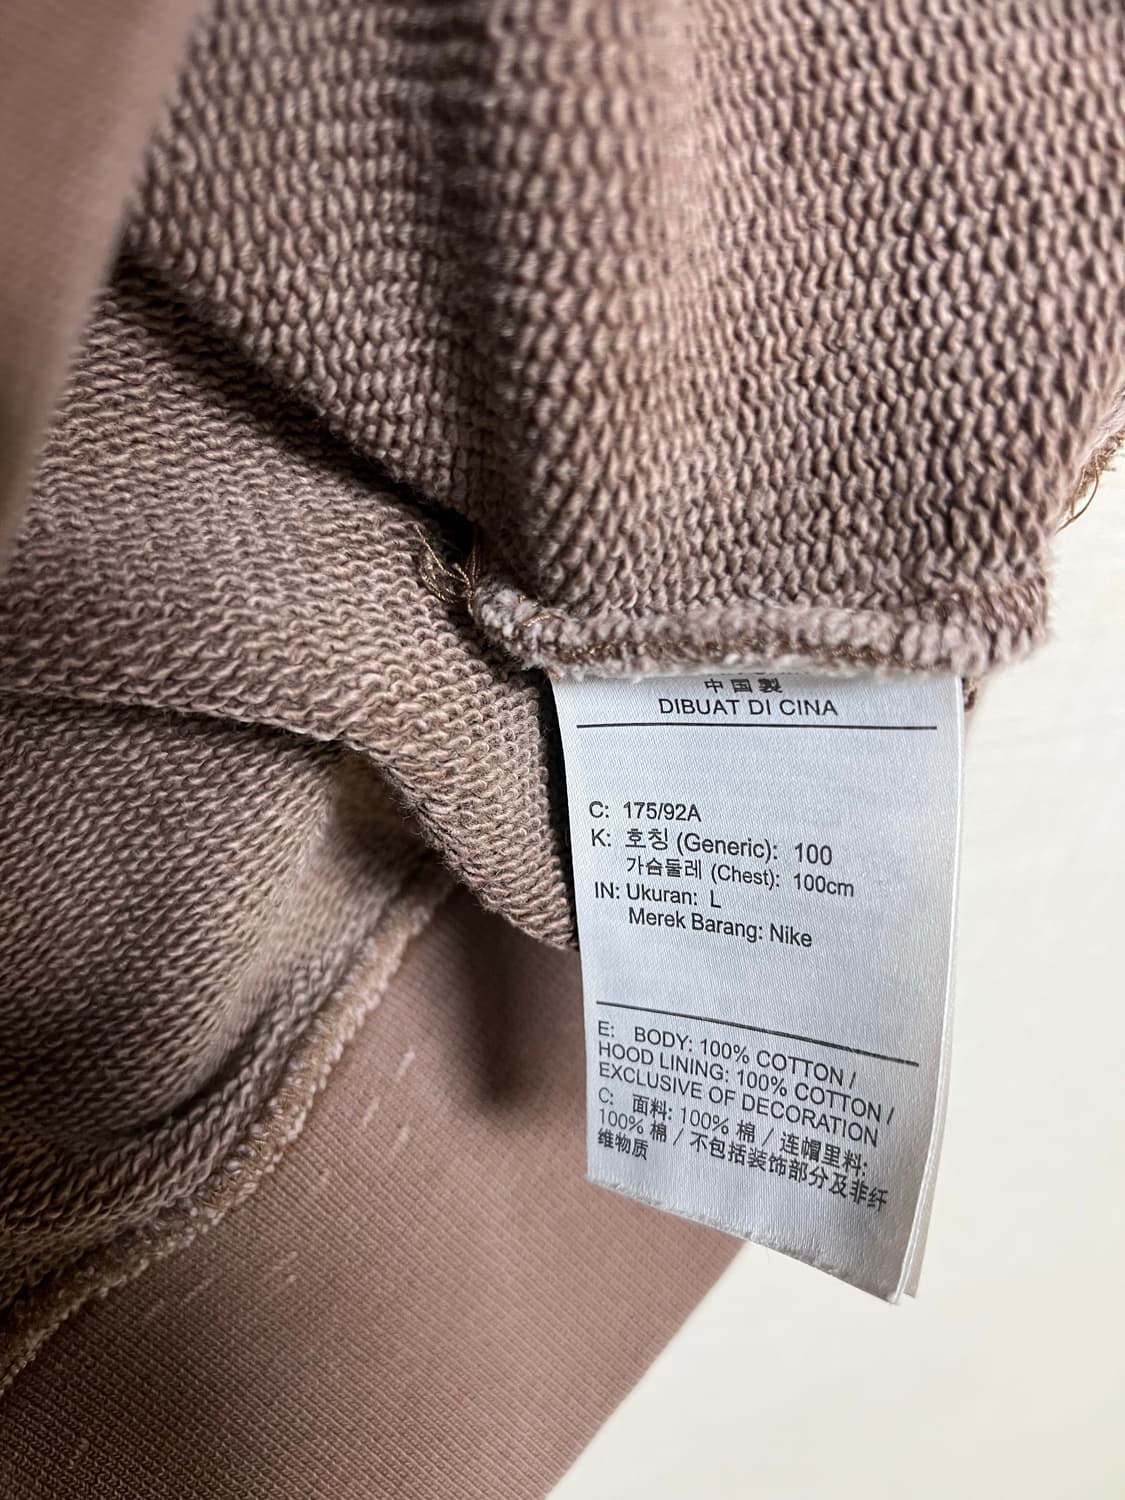 中国製
DIBUAT DI CINA
C: 175/92A
K: 호칭 (Generic): 100
가슴둘레 (Chest): 100cm
IN: Ukuran: L
Merek Barang: Nike
E: BODY: 100% COTTON /
HOOD LINING: 100% COTTON /
EXCLUSIVE OF DECORATION
C: 面料: 100% 棉 / 连帽里料:
100% 棉 / 不包括装饰部分及非纤
维物质